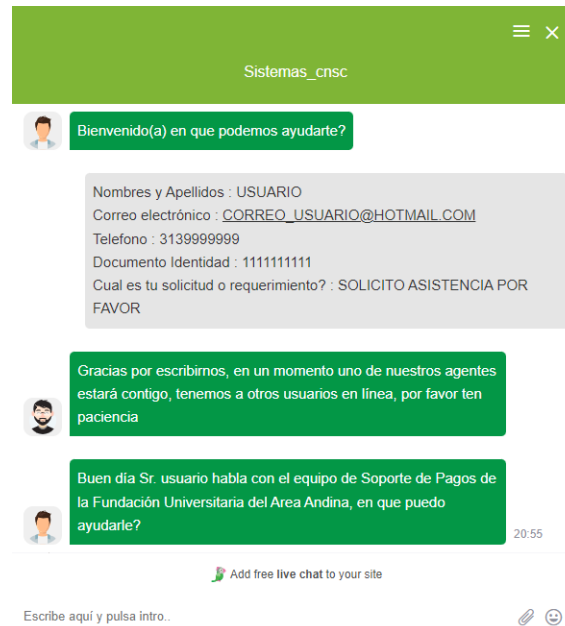 Sistemas_cnsc
Bienvenido(a) en que podemos ayudarte?
Nombres y Apellidos : USUARIO
Correo electrónico : CORREO_USUARIO@HOTMAIL.COM
Telefono : 3139999999
Documento Identidad : 1111111111
Cual es tu solicitud o requerimiento? : SOLICITO ASISTENCIA POR
FAVOR
Gracias por escribirnos, en un momento uno de nuestros agentes
estará contigo, tenemos a otros usuarios en línea, por favor ten
paciencia
Buen día Sr. usuario habla con el equipo de Soporte de Pagos de
la Fundación Universitaria del Area Andina, en que puedo
ayudarle?
20:55
Add free live chat to your site
Escribe aquí y pulsa intro..